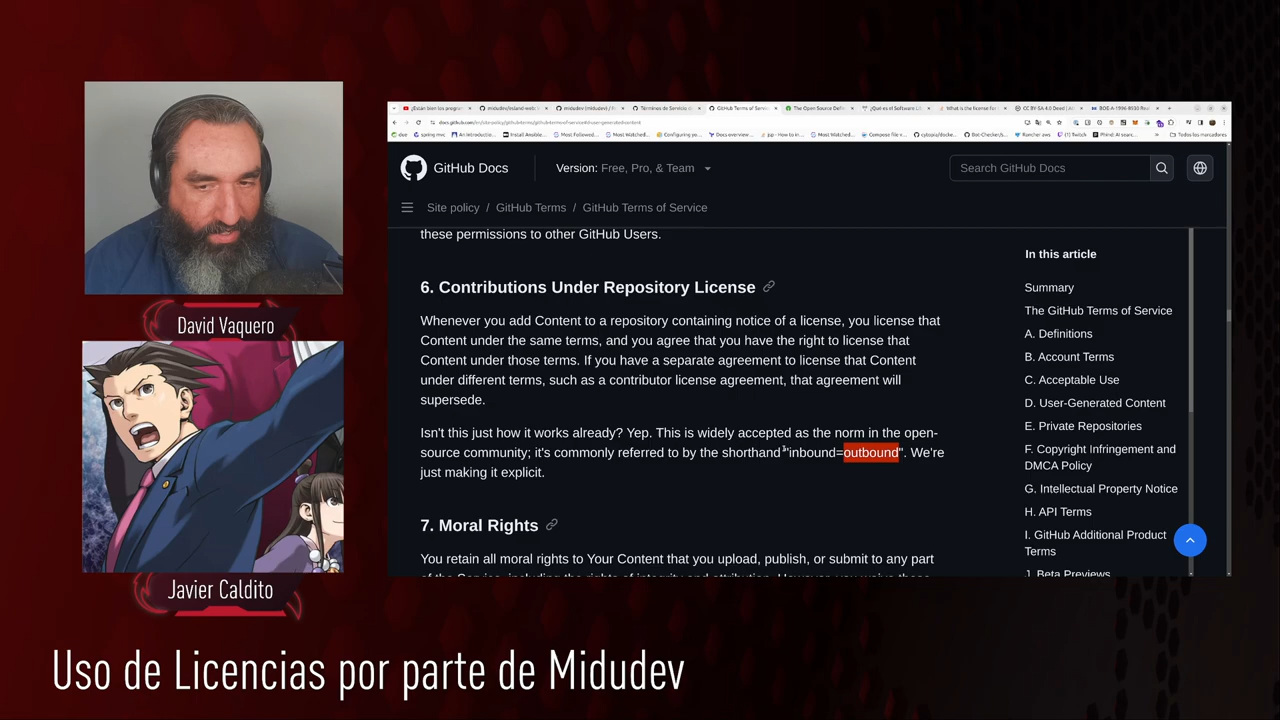 GitHub Docs
Version: Free, Pro, & Team
Search GitHub Docs
Site policy / GitHub Terms / GitHub Terms of Service
these permissions to other GitHub Users.
6. Contributions Under Repository License
Whenever you add Content to a repository containing notice of a license, you license that
Content under the same terms, and you agree that you have the right to license that
Content under those terms. If you have a separate agreement to license that Content
under different terms, such as a contributor license agreement, that agreement will
supersede.
Isn't this just how it works already? Yep. This is widely accepted as the norm in the open-
source community; it's commonly referred to by the shorthand "inbound=outbound". We're
just making it explicit.
7. Moral Rights
You retain all moral rights to Your Content that you upload, publish, or submit to any part
In this article
Summary
The GitHub Terms of Service
A. Definitions
B. Account Terms
C. Acceptable Use
D. User-Generated Content
E. Private Repositories
F. Copyright Infringement and
DMCA Policy
G. Intellectual Property Notice
H. API Terms
I. GitHub Additional Product
Terms
J. Beta Previews
David Vaquero
Javier Caldito
Uso de Licencias por parte de Midudev